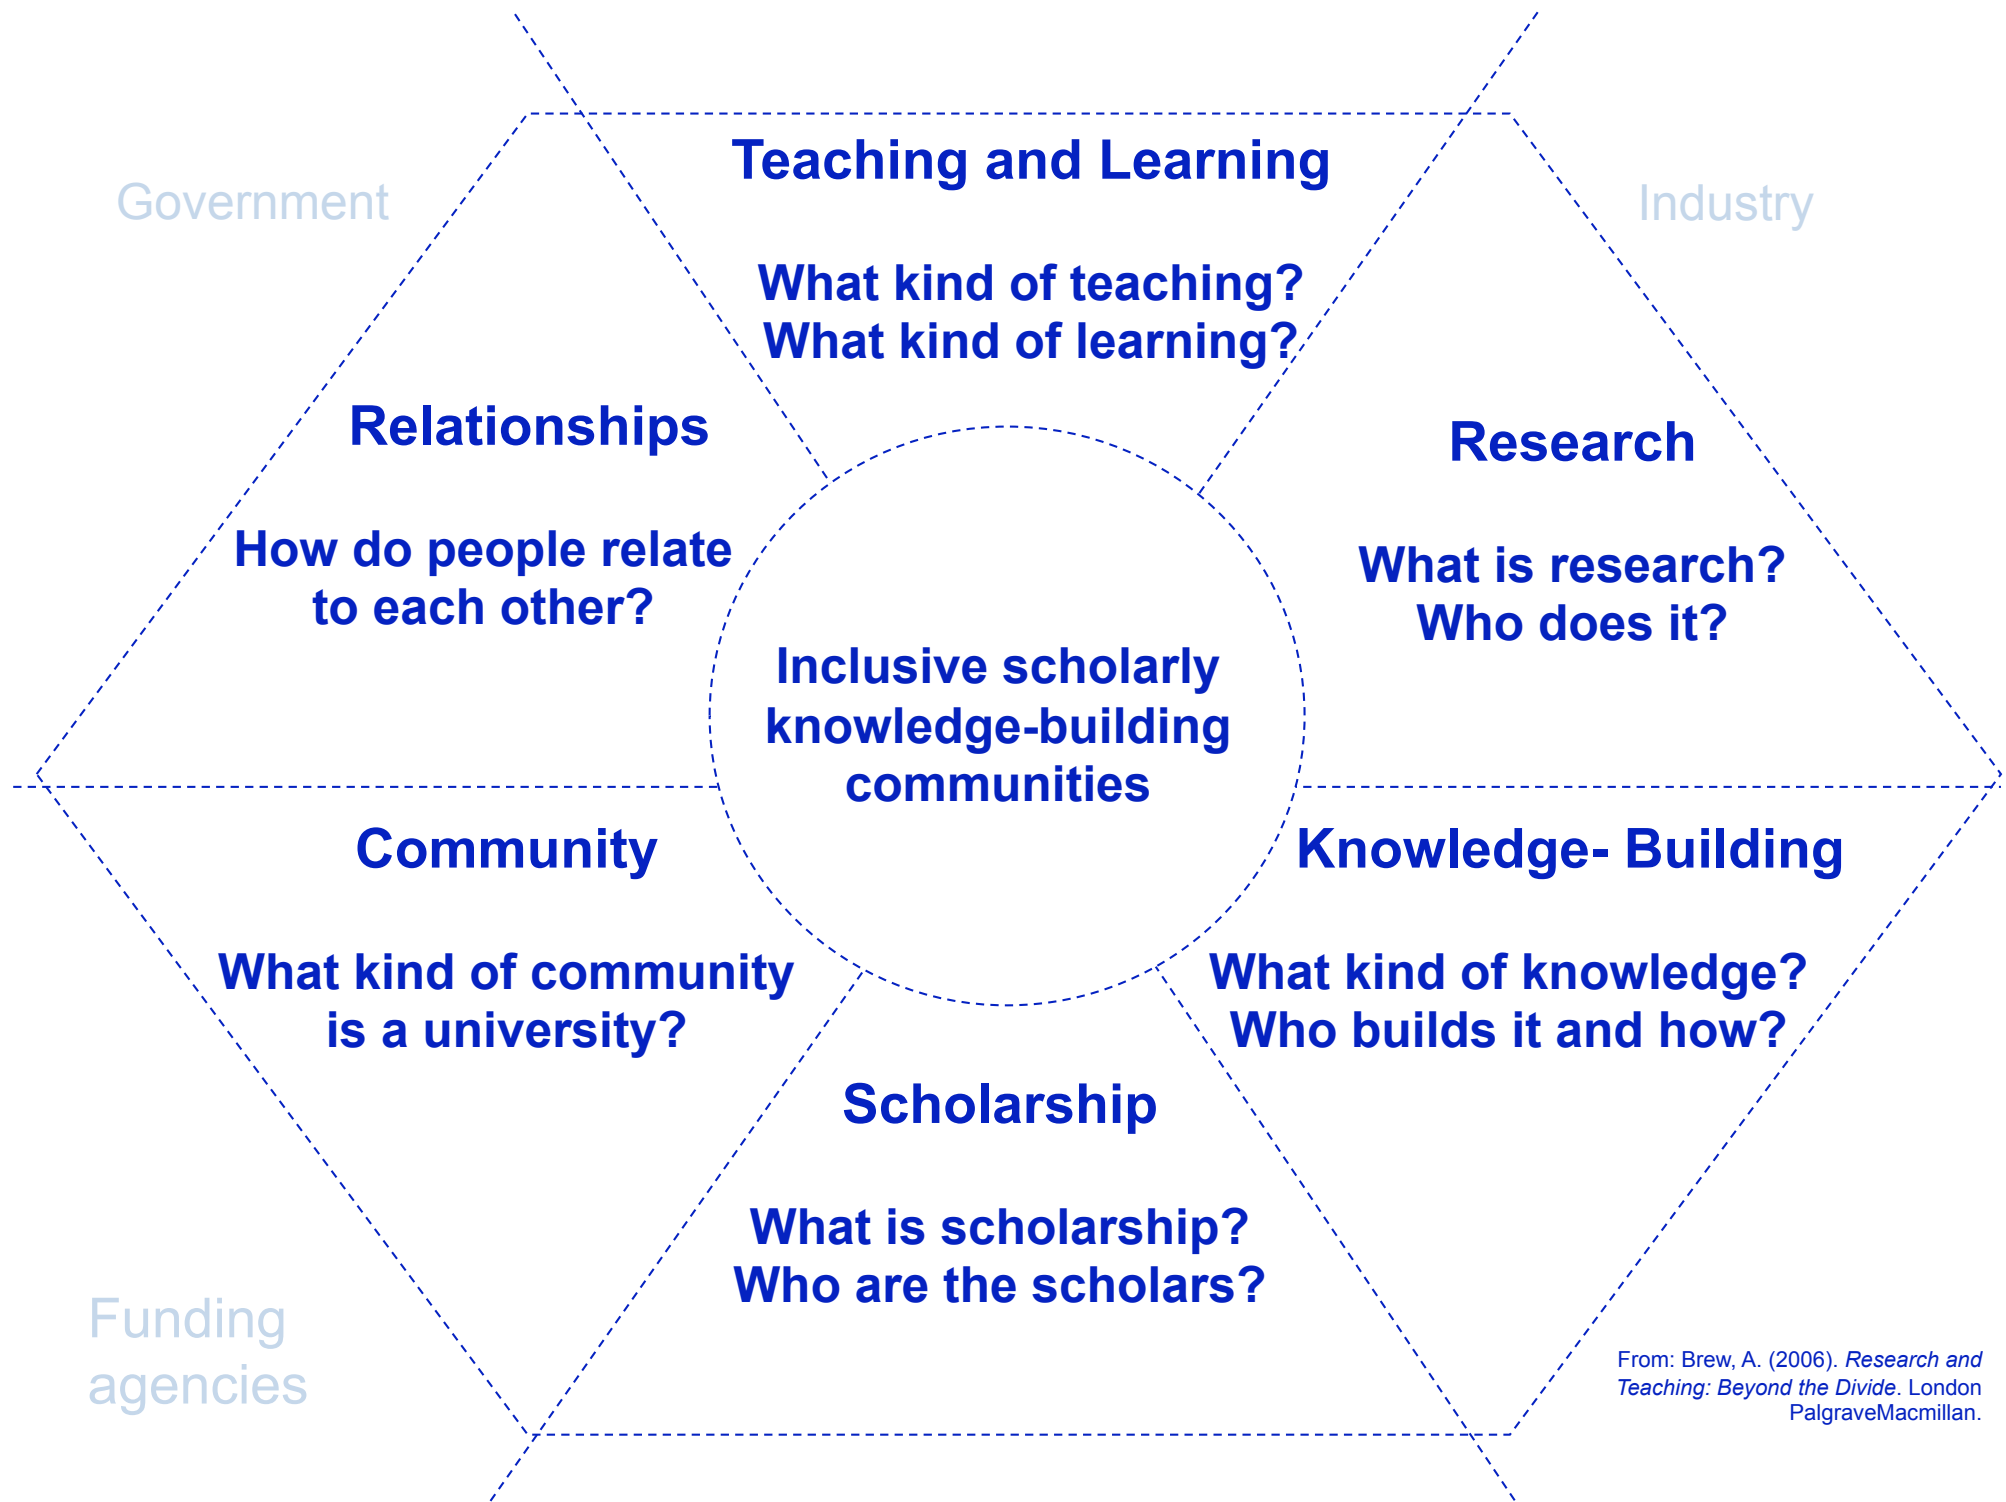 Teaching and Learning
Government
Industry
What kind of teaching?
What kind of learning?
Relationships
Research
How do people relate
to each other?
What is research?
Who does it?
Inclusive scholarly
knowledge-building
communities
Community
Knowledge- Building
What kind of community
is a university?
What kind of knowledge?
Who builds it and how?
Scholarship
What is scholarship?
Who are the scholars?
Funding
agencies
From: Brew, A. (2006). Research and
Teaching: Beyond the Divide. London
PalgraveMacmillan.